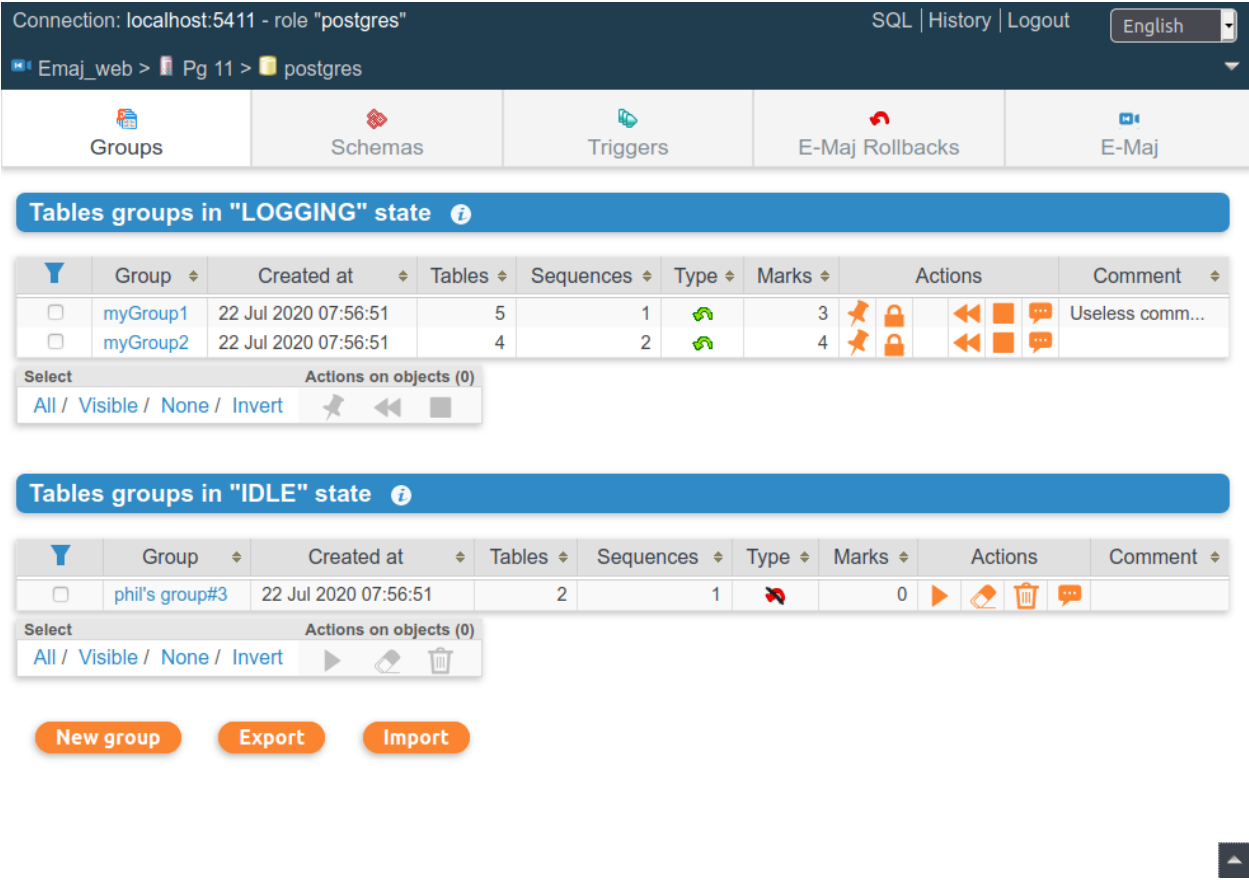 Connection: localhost:5411 - role "postgres" SQL | History | Logout English
Emaj_web > Pg 11 > postgres
Groups Schemas Triggers E-Maj Rollbacks E-Maj
Tables groups in "LOGGING" state i
Group Created at Tables Sequences Type Marks Actions Comment
myGroup1 22 Jul 2020 07:56:51 5 1 3 Useless comm...
myGroup2 22 Jul 2020 07:56:51 4 2 4
Select Actions on objects (0)
All / Visible / None / Invert
Tables groups in "IDLE" state i
Group Created at Tables Sequences Type Marks Actions Comment
phil's group#3 22 Jul 2020 07:56:51 2 1 0
Select Actions on objects (0)
All / Visible / None / Invert
New group Export Import